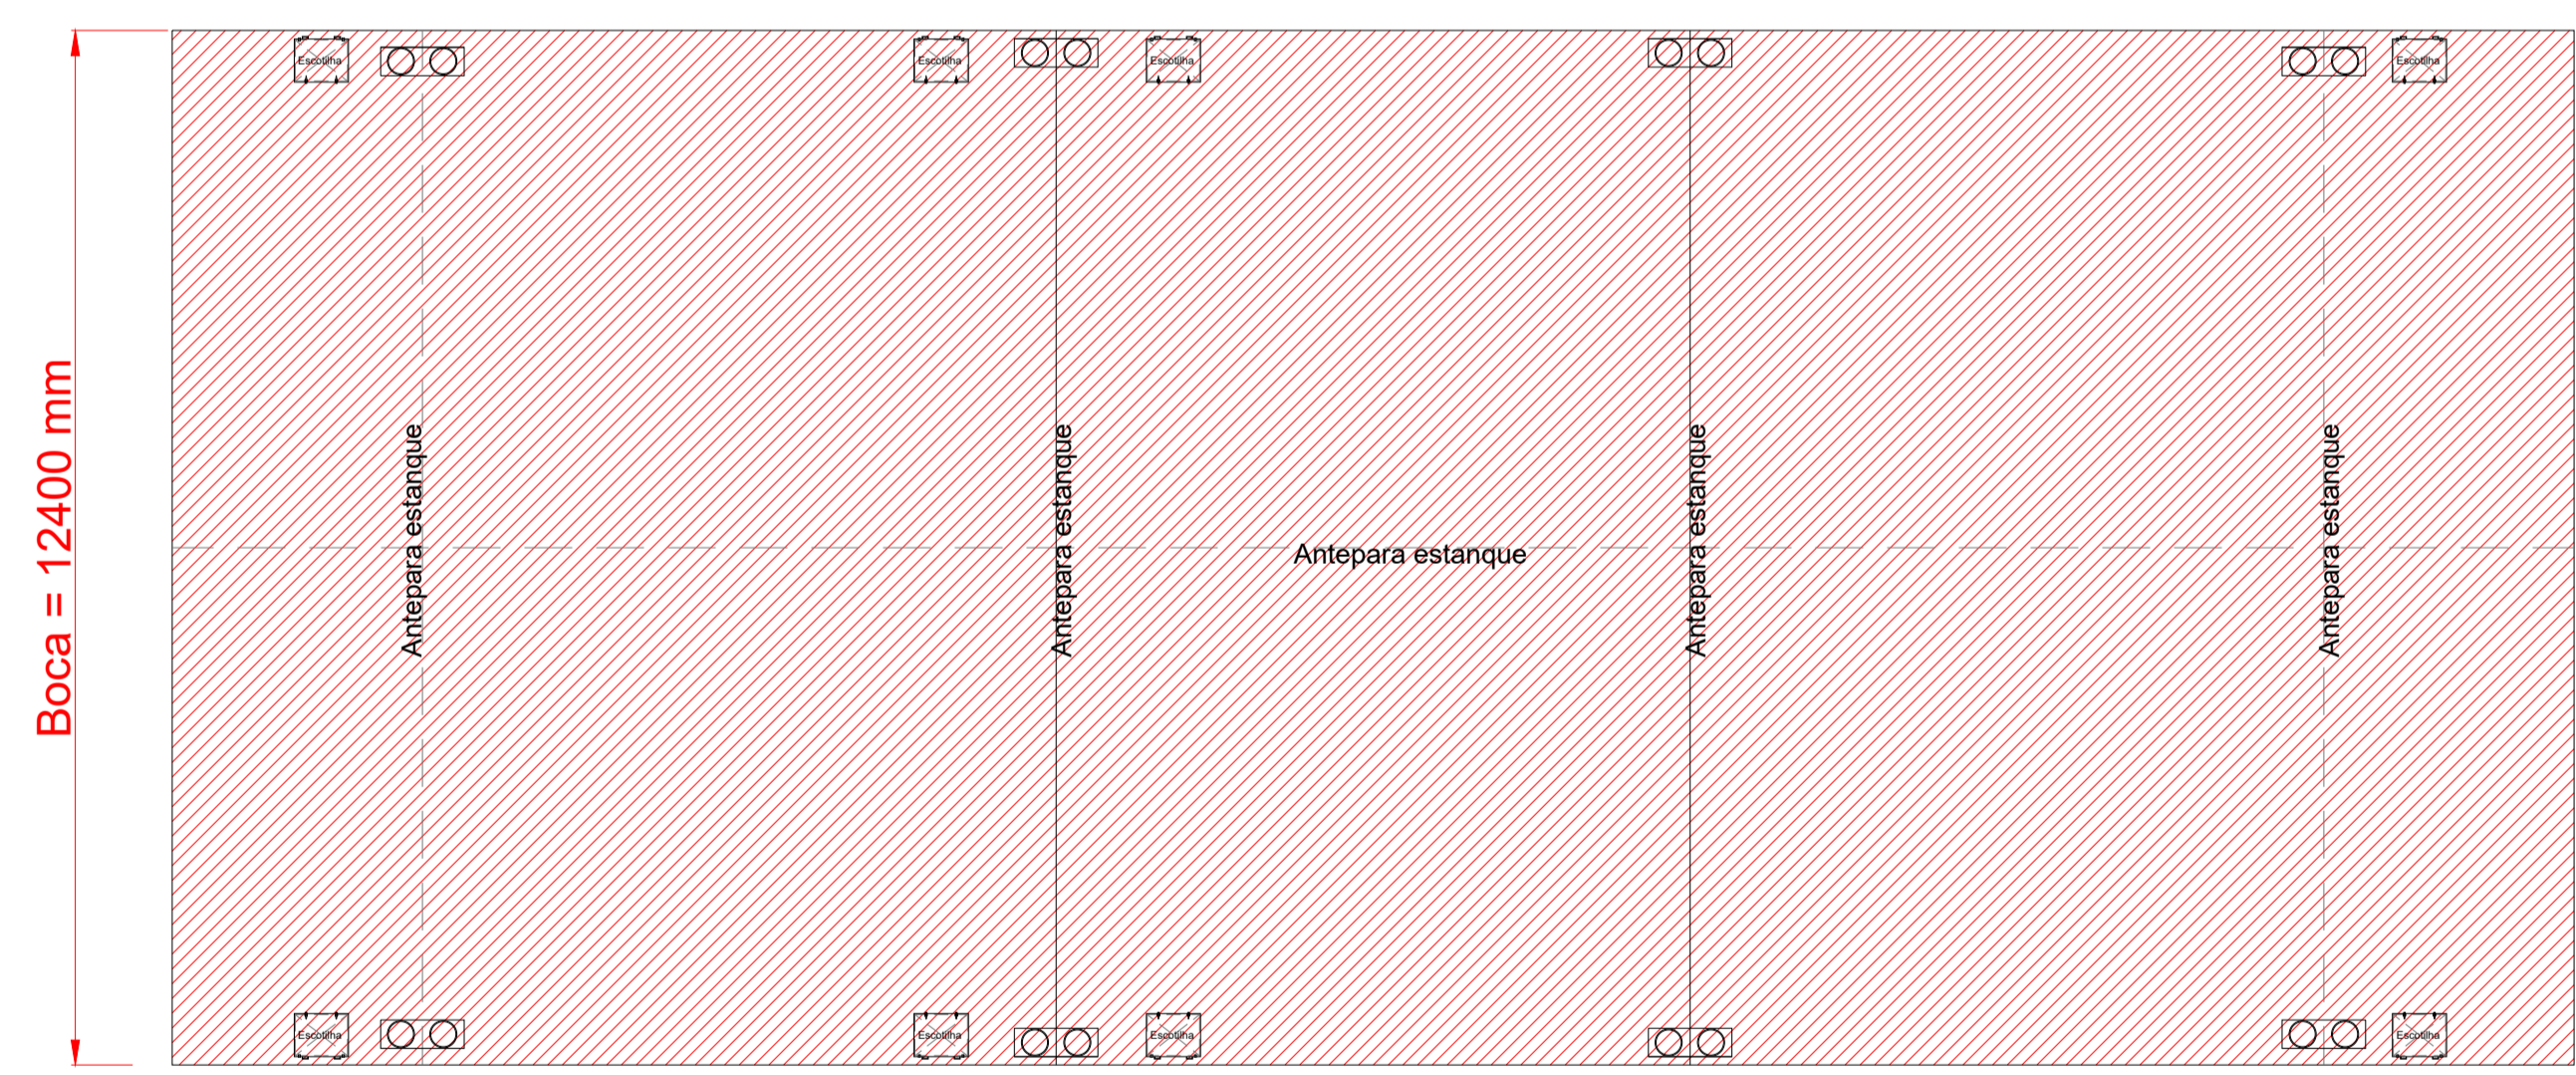 Escotilha
Escotilha
Escotilha
Escotilha
Boca = 12400 mm
Antepara estanque
Antepara estanque
Antepara estanque
Antepara estanque
Antepara estanque
Escotilha
Escotilha
Escotilha
Escotilha